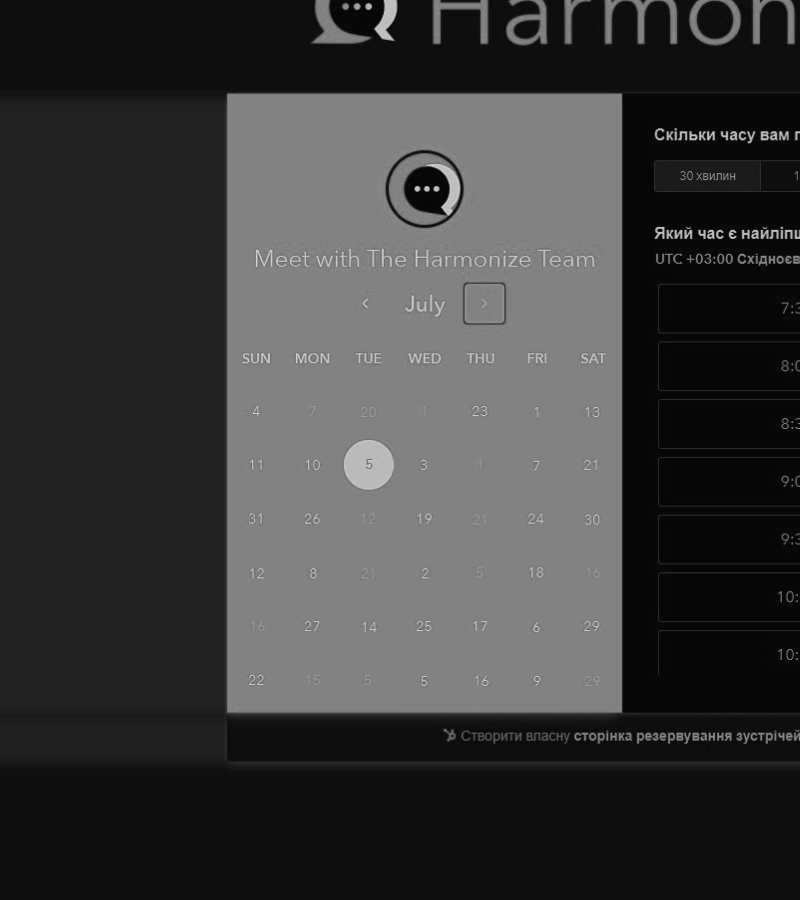 Harmon
Meet with The Harmonize Team
July
SUN MON TUE WED THU FRI SAT
4 7 20 1 23 1 13
11 10 5 3 1 7 21
31 26 12 19 21 24 30
12 8 21 2 5 18 16
16 27 14 25 17 6 29
22 15 5 5 16 9 29
Скільки часу вам
30 хвилин
Який час є
UTC +03:00
7:3
8:0
8:3
9:0
9:3
10:
10:
Створити власну сторінка резервування зустрічей